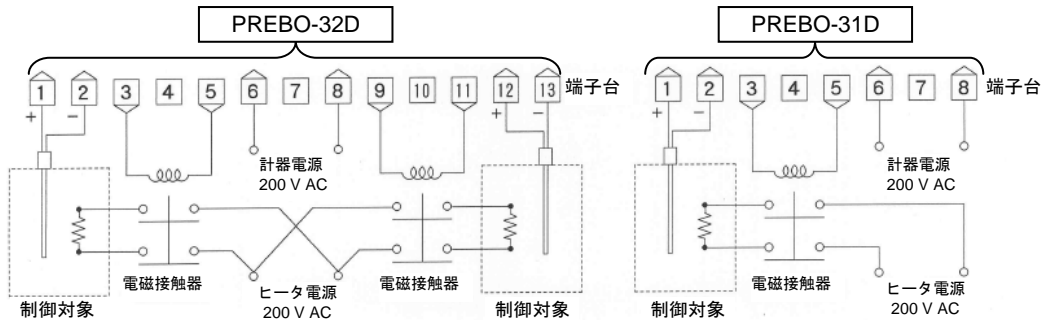 PREBO-32D
PREBO-31D
1 2 3 4 5 6 7 8 9 10 11 12 13 端子台
+ − + −
計器電源
200 V AC
電磁接触器
電磁接触器
ヒータ電源
200 V AC
制御対象
制御対象
1 2 3 4 5 6 7 8 端子台
+ −
計器電源
200 V AC
電磁接触器
ヒータ電源
200 V AC
制御対象